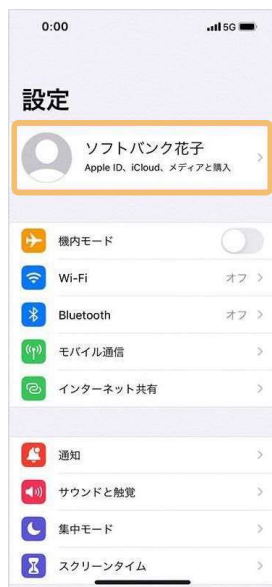 0:00
5G
設定
ソフトバンク花子
Apple ID、iCloud、メディアと購入
機内モード
Wi-Fi オフ
Bluetooth オフ
モバイル通信
インターネット共有
通知
サウンドと触覚
集中モード
スクリーンタイム